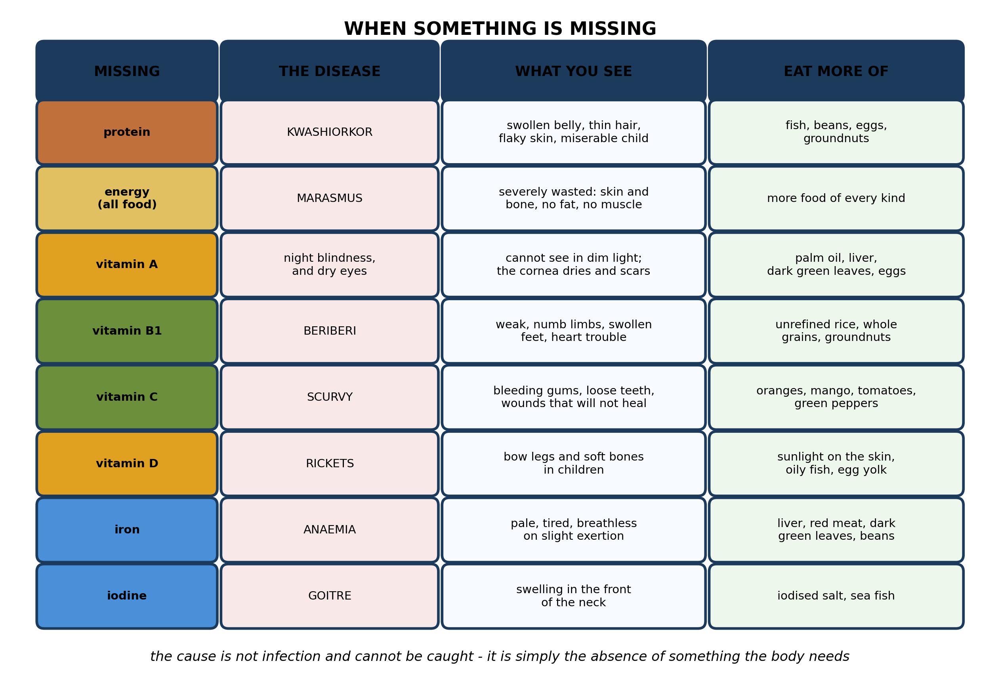 WHEN SOMETHING IS MISSING
MISSING
THE DISEASE
WHAT YOU SEE
EAT MORE OF
protein
KWASHIORKOR
swollen belly, thin hair,
flaky skin, miserable child
fish, beans, eggs,
groundnuts
energy
(all food)
MARASMUS
severely wasted: skin and
bone, no fat, no muscle
more food of every kind
vitamin A
night blindness,
and dry eyes
cannot see in dim light;
the cornea dries and scars
palm oil, liver,
dark green leaves, eggs
vitamin B1
BERIBERI
weak, numb limbs, swollen
feet, heart trouble
unrefined rice, whole
grains, groundnuts
vitamin C
SCURVY
bleeding gums, loose teeth,
wounds that will not heal
oranges, mango, tomatoes,
green peppers
vitamin D
RICKETS
bow legs and soft bones
in children
sunlight on the skin,
oily fish, egg yolk
iron
ANAEMIA
pale, tired, breathless
on slight exertion
liver, red meat, dark
green leaves, beans
iodine
GOITRE
swelling in the front
of the neck
iodised salt, sea fish
the cause is not infection and cannot be caught - it is simply the absence of something the body needs